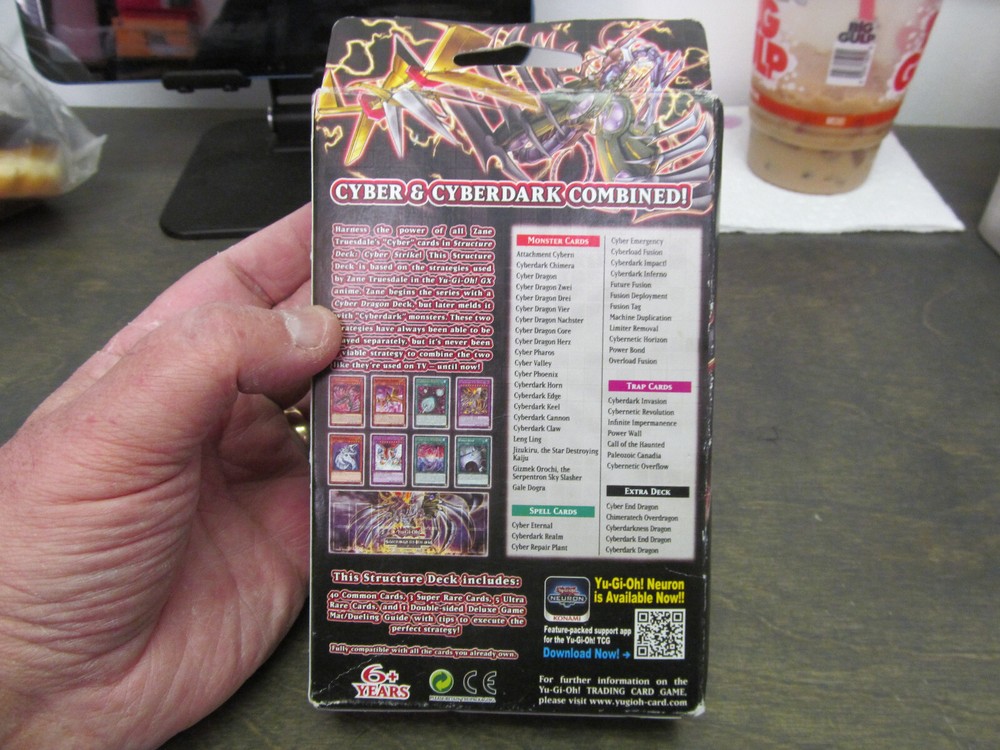 BIG
GULP
CYBER & CYBERDARK COMBINED!
Harness the power of all Zane
Truesdale's "Cyber" cards in Structure
Deck: Cyber Strike! This Structure
Deck is based on the strategies used
by Zane Truesdale in the Yu-Gi-Oh! GX
anime. Zane begins the series with a
Cyber Dragon Deck, but later melds it
with "Cyberdark" monsters. These two
rategies have always been able to be
ayed separately, but it's never been
viable strategy to combine the two
like they're used on TV – until now!
MONSTER CARDS
Attachment Cybern
Cyberdark Chimera
Cyber Dragon
Cyber Dragon Zwei
Cyber Dragon Drei
Cyber Dragon Vier
Cyber Dragon Nachster
Cyber Dragon Core
Cyber Dragon Herz
Cyber Pharos
Cyber Valley
Cyber Phoenix
Cyberdark Horn
Cyberdark Edge
Cyberdark Keel
Cyberdark Cannon
Cyberdark Claw
Leng Ling
Jizukiru, the Star Destroying
Kaiju
Gizmek Orochi, the
Serpentron Sky Slasher
Gale Dogra
SPELL CARDS
Cyber Eternal
Cyberdark Realm
Cyber Repair Plant
Cyber Emergency
Cyberload Fusion
Cyberdark Impact!
Cyberdark Inferno
Future Fusion
Fusion Deployment
Fusion Tag
Machine Duplication
Limiter Removal
Cybernetic Horizon
Power Bond
Overload Fusion
TRAP CARDS
Cyberdark Invasion
Cybernetic Revolution
Infinite Impermanence
Power Wall
Call of the Haunted
Paleozoic Canadia
Cybernetic Overflow
EXTRA DECK
Cyber End Dragon
Chimeratech Overdragon
Cyberdarkness Dragon
Cyberdark End Dragon
Cyberdark Dragon
This Structure Deck includes:
40 Common Cards, 3 Super Rare Cards, 5 Ultra
Rare Cards, and 1 Double-sided Deluxe Game
Mat/Dueling Guide with tips to execute the
perfect strategy!
Fully compatible with all the cards you already own.
6+
YEARS
CE
NEURON
KONAMI
Yu-Gi-Oh! Neuron
is Available Now!!
Feature-packed support app
for the Yu-Gi-Oh! TCG
Download Now! →
For further information on the
Yu-Gi-Oh! TRADING CARD GAME,
please visit www.yugioh-card.com